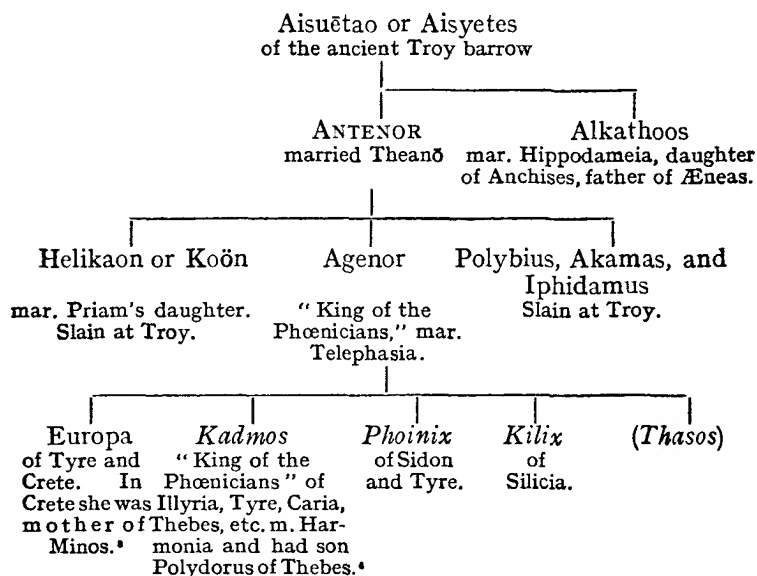 Aisuētao or Aisyetes
of the ancient Troy barrow
ANTENOR
married Theanō
Alkathoos
mar. Hippodameia, daughter
of Anchises, father of Æneas.
Helikaon or Koön
mar. Priam's daughter.
Slain at Troy.
Agenor
" King of the
Phœnicians," mar.
Telephasia.
Polybius, Akamas, and
Iphidamus
Slain at Troy.
Europa
of Tyre and
Crete. In
Crete she was
mother of
Minos.³
Kadmos
" King of the
Phœnicians " of
Illyria, Tyre, Caria,
Thebes, etc. m. Har-
monia and had son
Polydorus of Thebes.⁴
Phoinix
of Sidon
and Tyre.
Kilix
of
Silicia.
(Thasos)